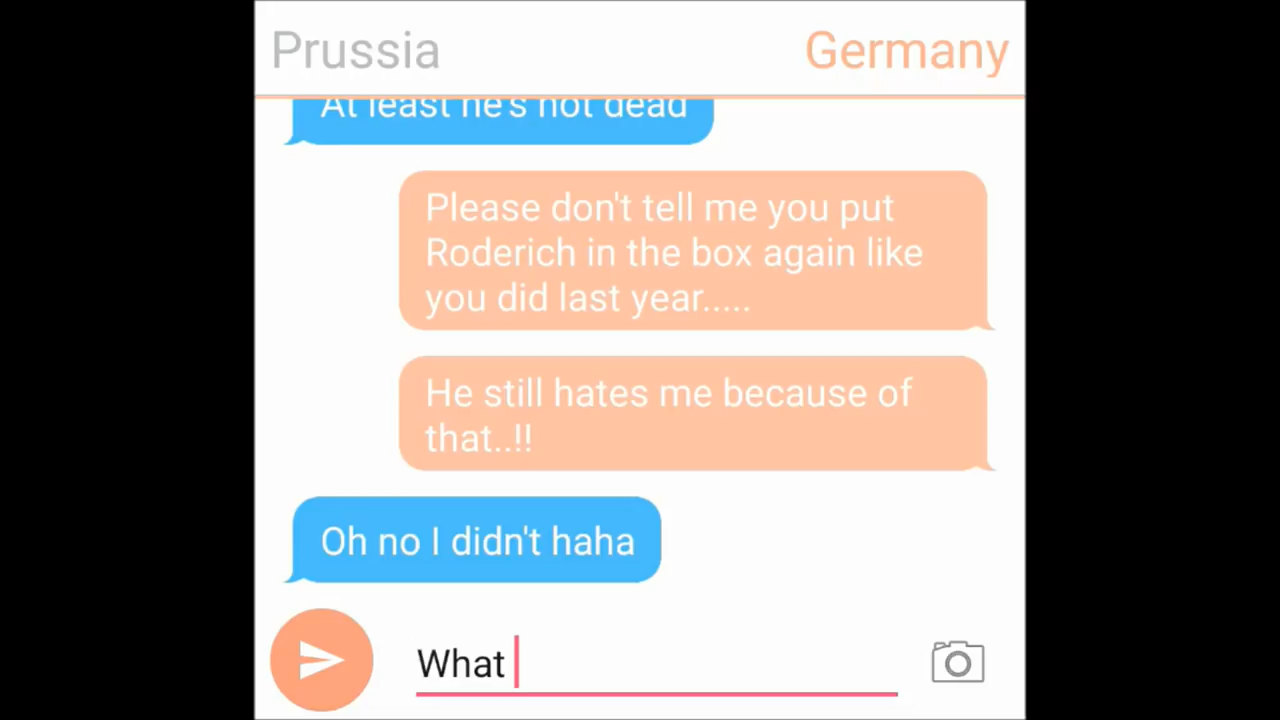 Prussia
Germany
At least he's not dead
Please don't tell me you put
Roderich in the box again like
you did last year.....
He still hates me because of
that..!!
Oh no I didn't haha
What